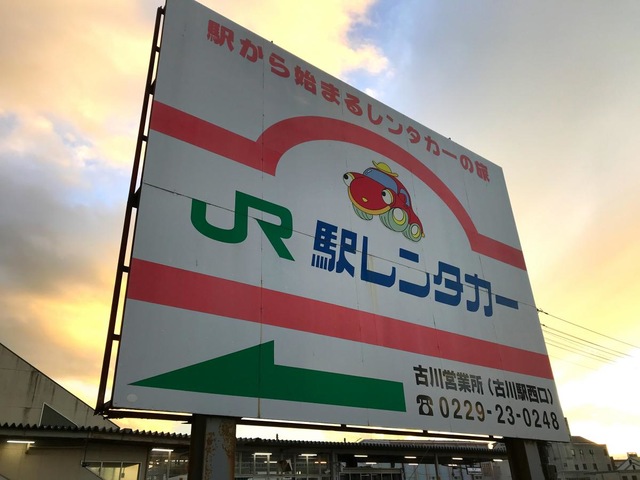 駅から始まるレンタカーの旅
JR 駅レンタカー
古川営業所（古川駅西口）
☎0229-23-0248